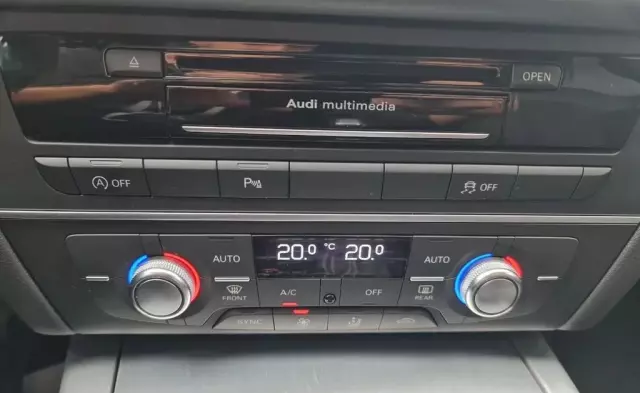 OPEN
Audi multimedia
A OFF
P
OFF
AUTO
20.0 °C 20.0
AUTO
FRONT
A/C
OFF
REAR
SYNC